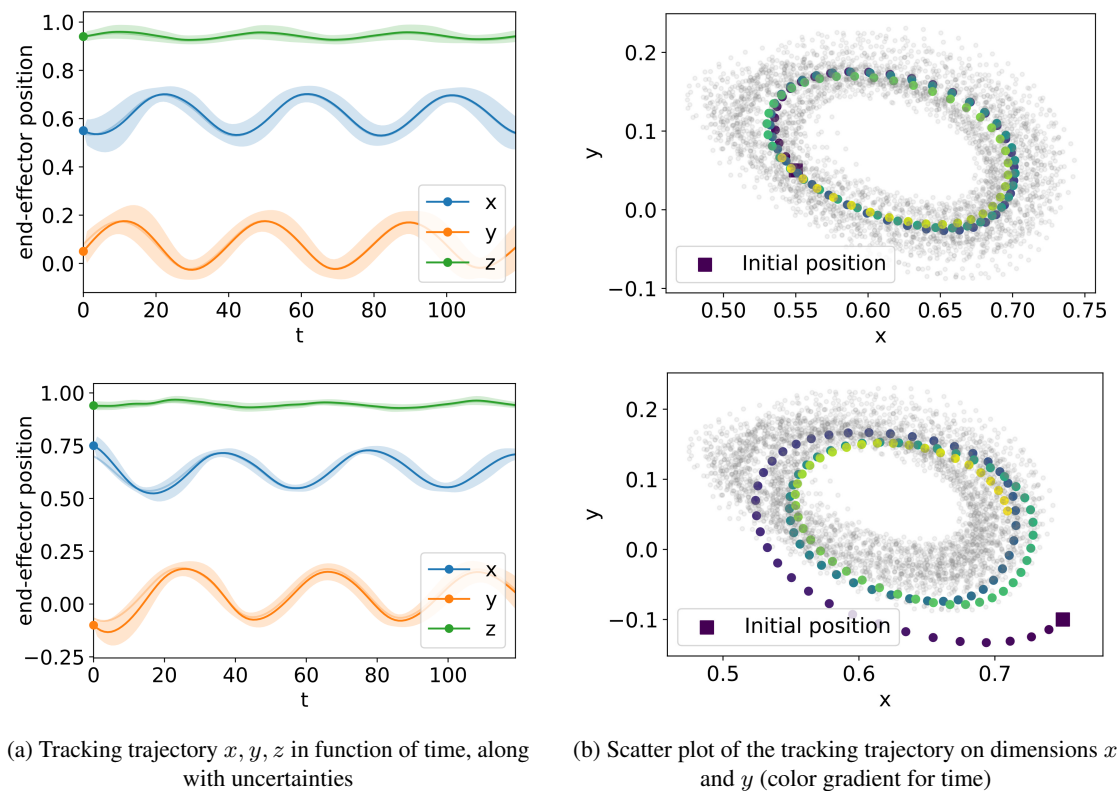 1.0
0.8
0.6
0.4
0.2
0.0
end-effector position
0 20 40 60 80 100
t
x
y
z
0.2
0.1
0.0
−0.1
y
0.50 0.55 0.60 0.65 0.70 0.75
x
Initial position
1.00
0.75
0.50
0.25
0.00
−0.25
end-effector position
0 20 40 60 80 100
t
x
y
z
0.2
0.1
0.0
−0.1
y
0.5 0.6 0.7
x
Initial position
(a) Tracking trajectory x, y, z in function of time, along
with uncertainties
(b) Scatter plot of the tracking trajectory on dimensions x
and y (color gradient for time)